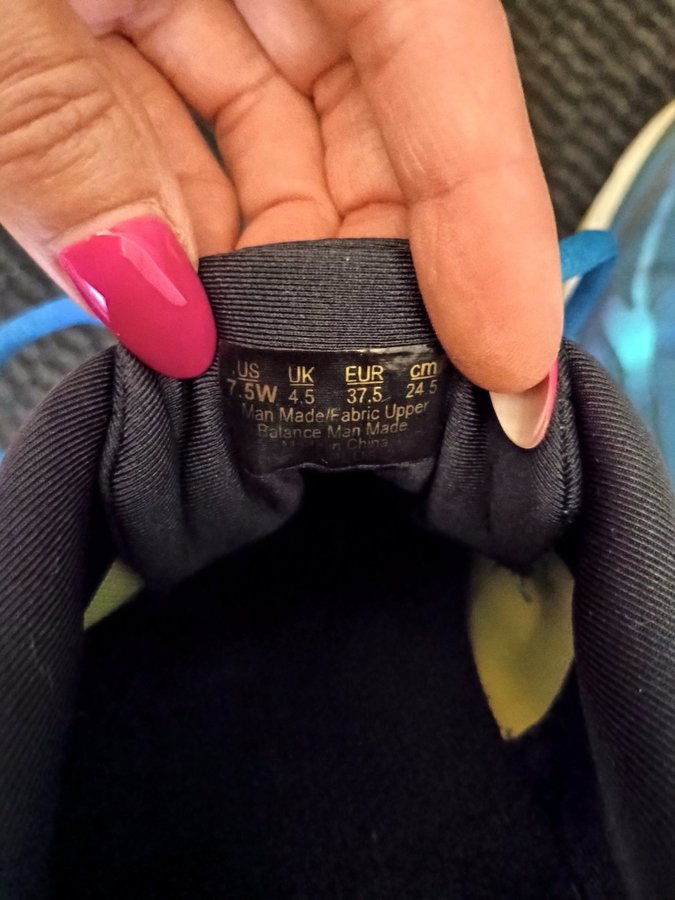 US UK EUR cm
7.5W 4.5 37.5 24.5
Man Made/Fabric Upper
Balance Man Made
Made in China